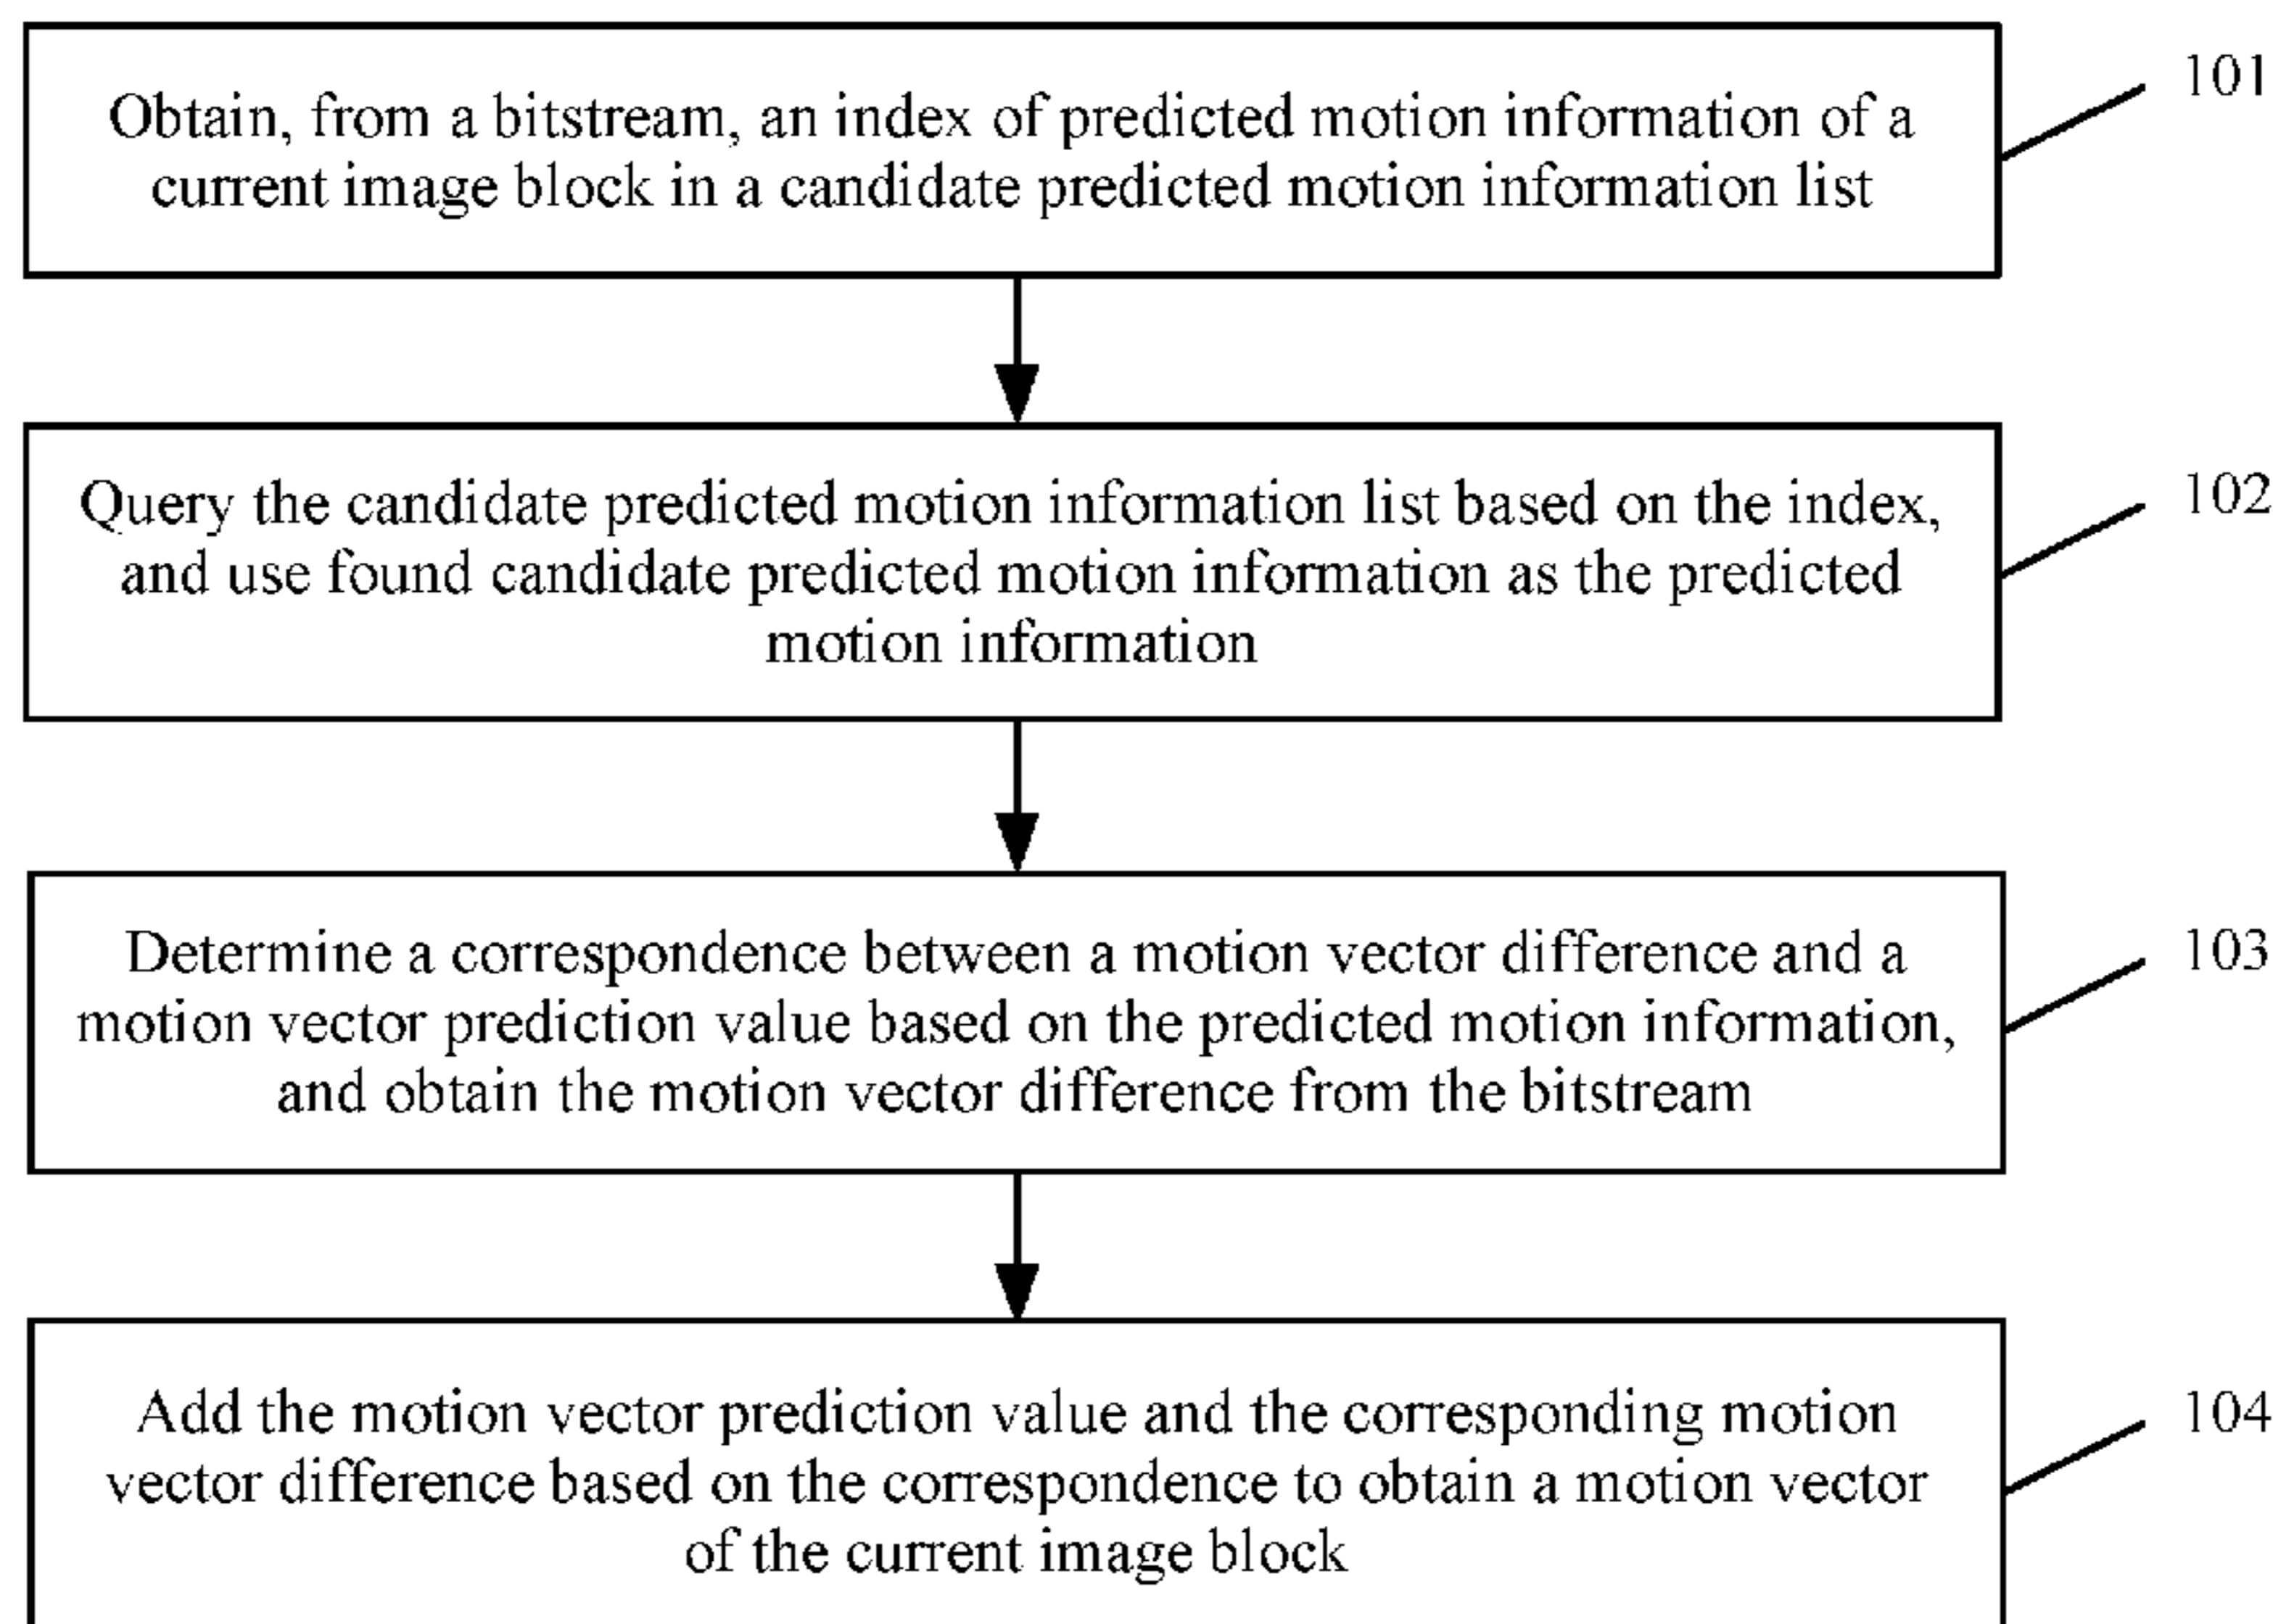 Obtain, from a bitstream, an index of predicted motion information of a
current image block in a candidate predicted motion information list
101
Query the candidate predicted motion information list based on the index,
and use found candidate predicted motion information as the predicted
motion information
102
Determine a correspondence between a motion vector difference and a
motion vector prediction value based on the predicted motion information,
and obtain the motion vector difference from the bitstream
103
Add the motion vector prediction value and the corresponding motion
vector difference based on the correspondence to obtain a motion vector
of the current image block
104